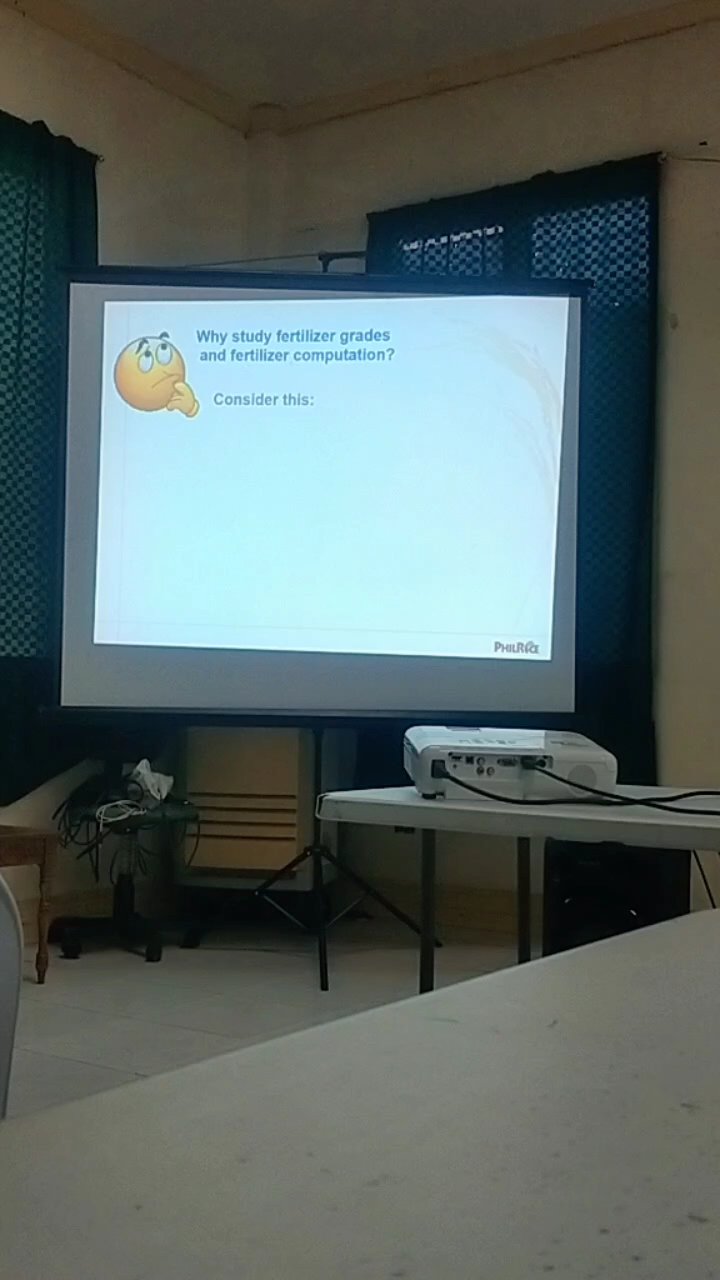 Why study fertilizer grades
and fertilizer computation?
Consider this:
PHILRICE